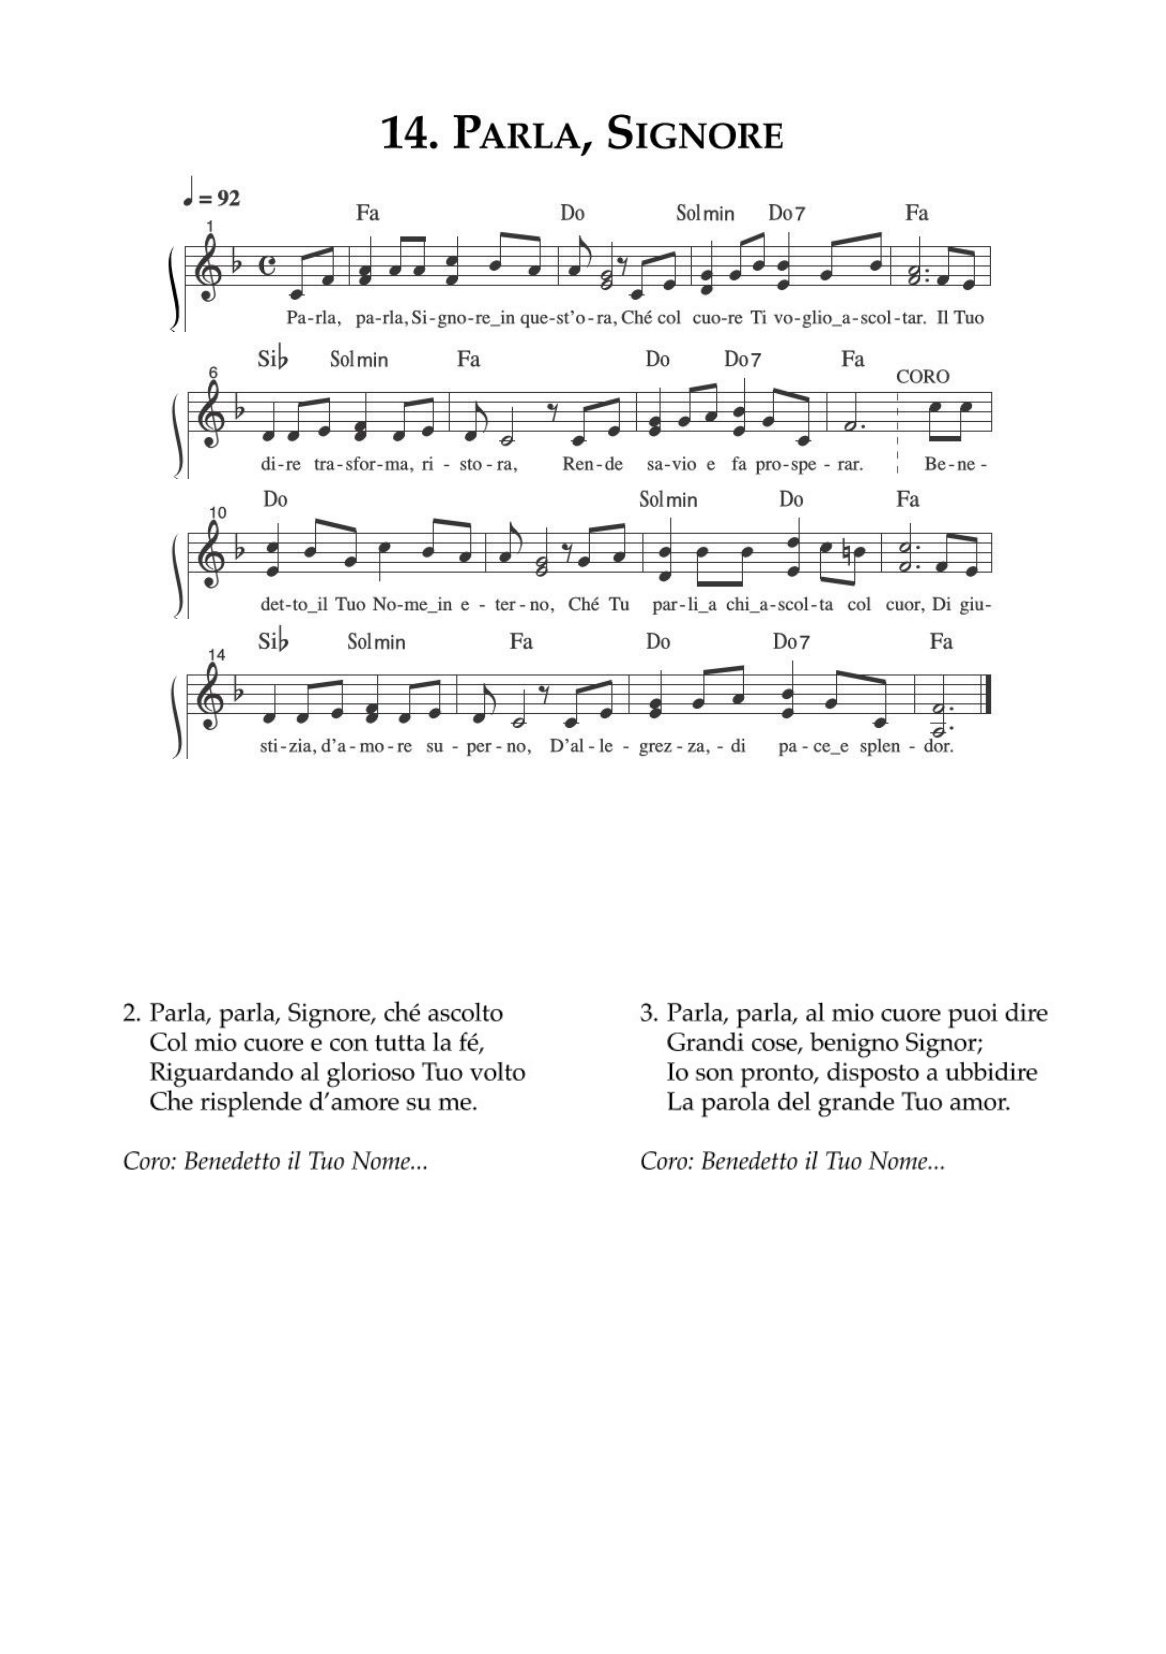 14. PARLA, SIGNORE
= 92
Fa Do Solmin Do7 Fa
1
Pa-rla, pa-rla, Si-gno-re_in que-st'o-ra, Ché col cuo-re Ti vo-glio_a-scol-tar. Il Tuo
Si♭ Solmin Fa Do Do7 Fa
6 CORO
di-re tra-sfor-ma, ri-sto-ra, Ren-de sa-vio e fa pro-spe-rar. Be-ne-
Do Solmin Do Fa
10
det-to_il Tuo No-me_in e-ter-no, Ché Tu par-li_a chi_a-scol-ta col cuor, Di giu-
Si♭ Solmin Fa Do Do7 Fa
14
sti-zia, d'a-mo-re su-per-no, D'al-le-grez-za,-di pa-ce_e splen-dor.
2. Parla, parla, Signore, ché ascolto
Col mio cuore e con tutta la fé,
Riguardando al glorioso Tuo volto
Che risplende d'amore su me.
Coro: Benedetto il Tuo Nome...
3. Parla, parla, al mio cuore puoi dire
Grandi cose, benigno Signor;
Io son pronto, disposto a ubbidire
La parola del grande Tuo amor.
Coro: Benedetto il Tuo Nome...